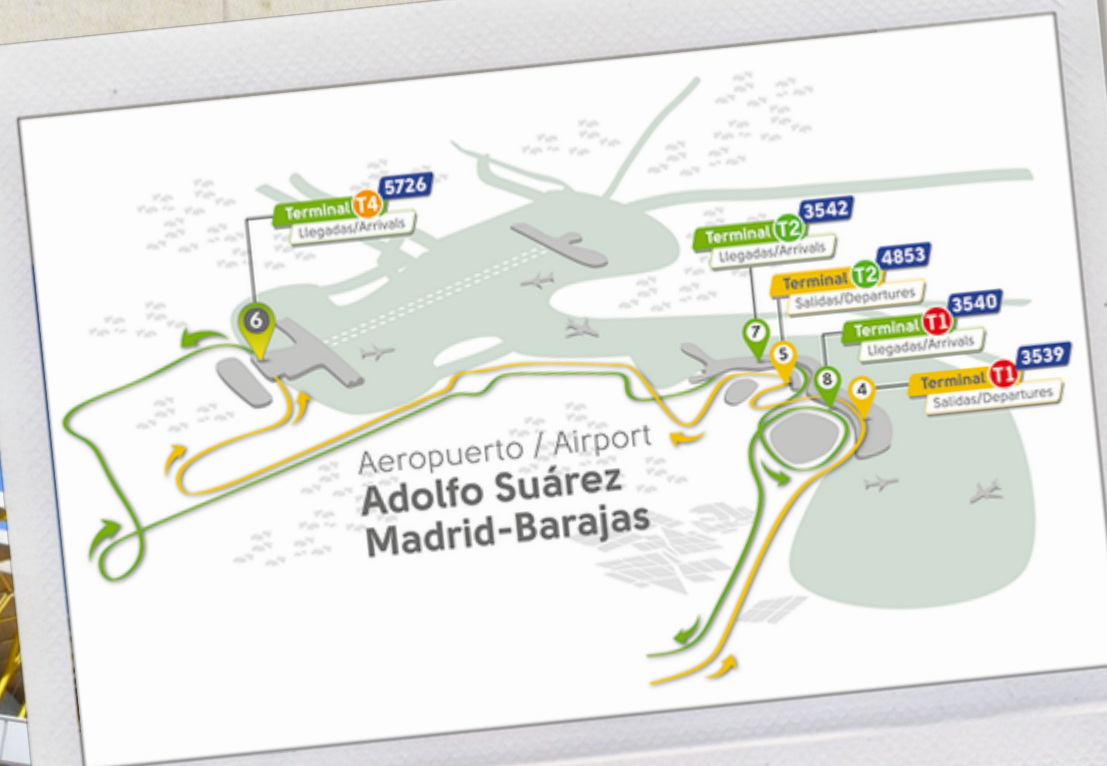 5726
Terminal T4
Llegadas/Arrivals
6
3542
Terminal T2
Llegadas/Arrivals
7
4853
Terminal T2
Salidas/Departures
5
3540
Terminal T1
Llegadas/Arrivals
8
3539
Terminal T1
Salidas/Departures
4
Aeropuerto / Airport
Adolfo Suárez
Madrid-Barajas